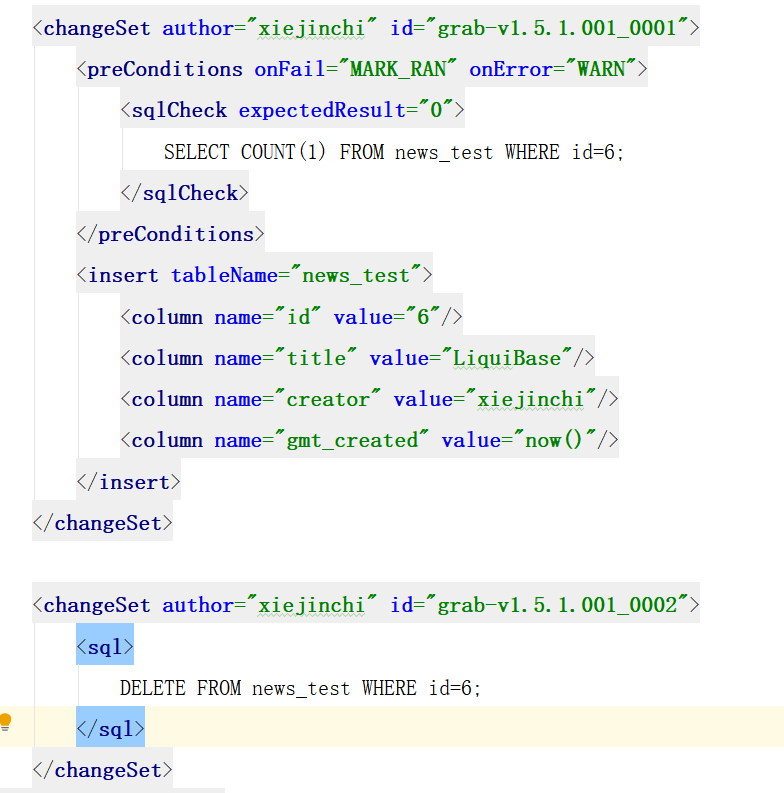 <changeSet author="xiejinchi" id="grab-v1.5.1.001_0001">
<preConditions onFail="MARK_RAN" onError="WARN">
<sqlCheck expectedResult="0">
SELECT COUNT(1) FROM news_test WHERE id=6;
</sqlCheck>
</preConditions>
<insert tableName="news_test">
<column name="id" value="6"/>
<column name="title" value="LiquiBase"/>
<column name="creator" value="xiejinchi"/>
<column name="gmt_created" value="now()"/>
</insert>
</changeSet>
<changeSet author="xiejinchi" id="grab-v1.5.1.001_0002">
<sql>
DELETE FROM news_test WHERE id=6;
</sql>
</changeSet>